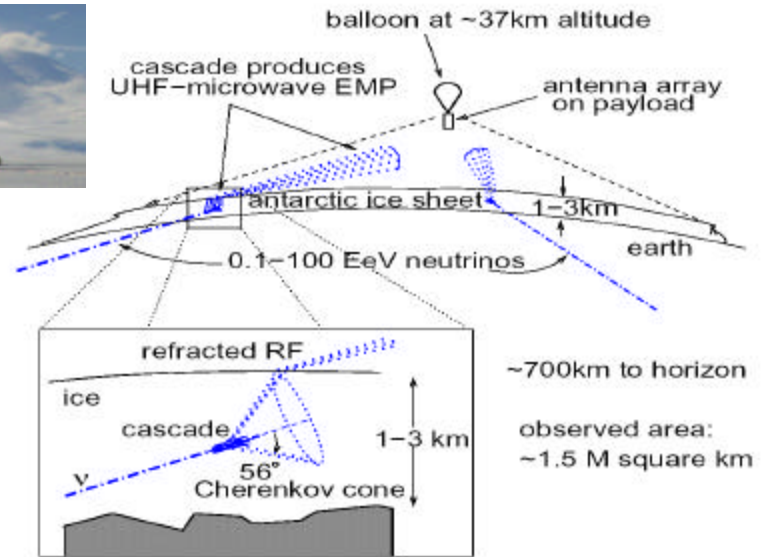 balloon at ~37km altitude
cascade produces
UHF−microwave EMP
antenna array
on payload
antarctic ice sheet
1−3km
earth
0.1−100 EeV neutrinos
refracted RF
ice
cascade
1−3 km
56°
ν
Cherenkov cone
~700km to horizon
observed area:
~1.5 M square km